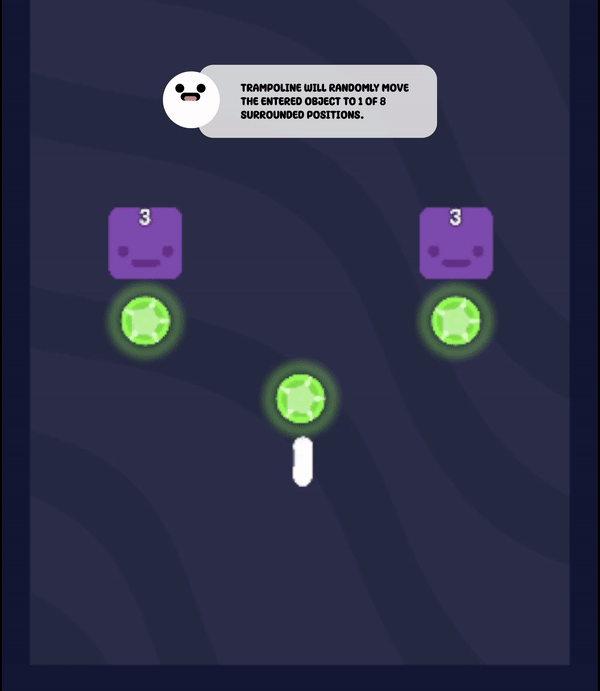 TRAMPOLINE WILL RANDOMLY MOVE
THE ENTERED OBJECT TO 1 OF 8
SURROUNDED POSITIONS.
3
3